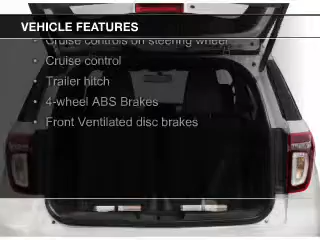 VEHICLE FEATURES
• Cruise controls on steering wheel
• Cruise control
• Trailer hitch
• 4-wheel ABS Brakes
• Front Ventilated disc brakes